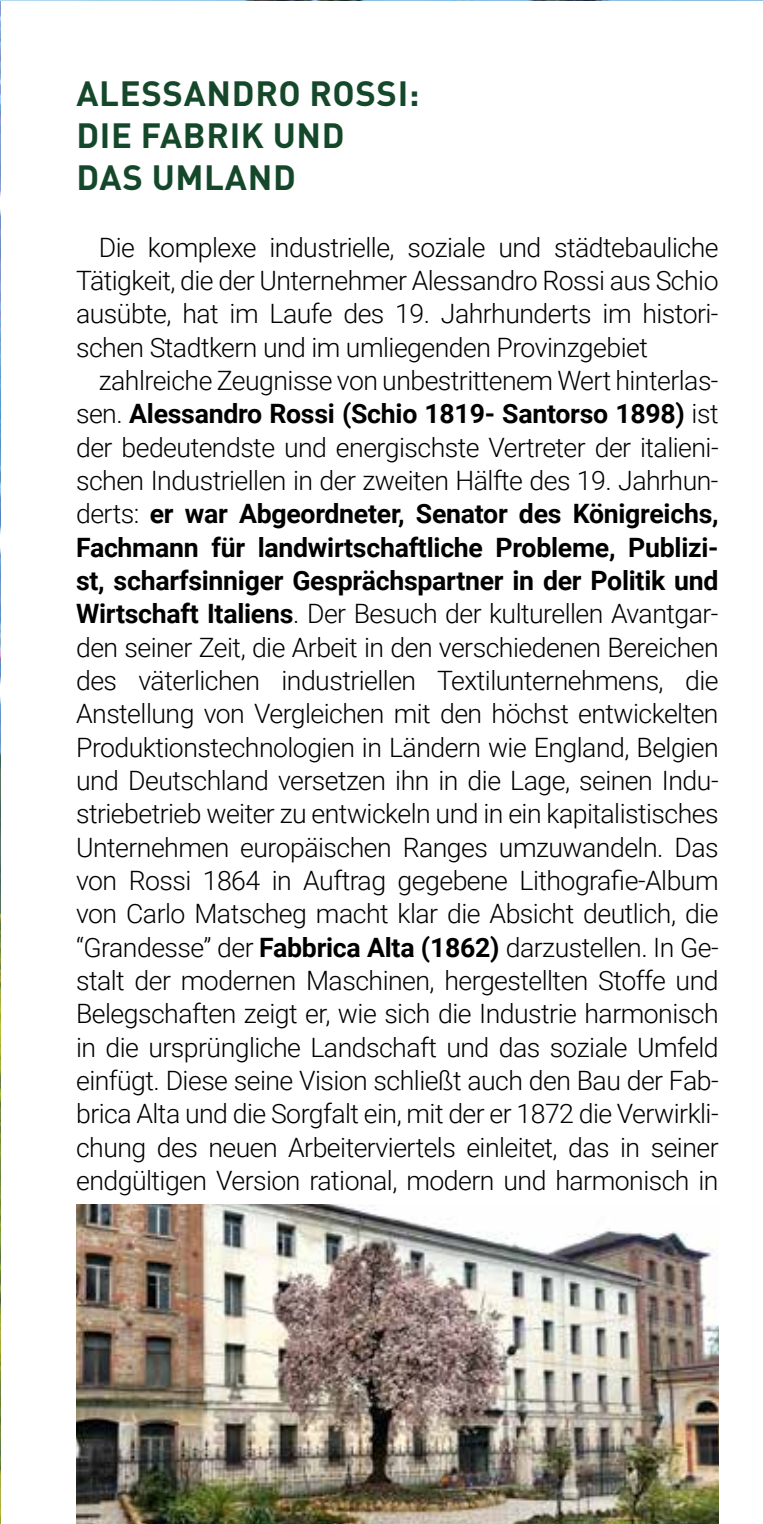 ALESSANDRO ROSSI:
DIE FABRIK UND
DAS UMLAND
Die komplexe industrielle, soziale und städtebauliche
Tätigkeit, die der Unternehmer Alessandro Rossi aus Schio
ausübte, hat im Laufe des 19. Jahrhunderts im histori-
schen Stadtkern und im umliegenden Provinzgebiet
zahlreiche Zeugnisse von unbestrittenem Wert hinterlas-
sen. Alessandro Rossi (Schio 1819- Santorso 1898) ist
der bedeutendste und energischste Vertreter der italieni-
schen Industriellen in der zweiten Hälfte des 19. Jahrhun-
derts: er war Abgeordneter, Senator des Königreichs,
Fachmann für landwirtschaftliche Probleme, Publizi-
st, scharfsinniger Gesprächspartner in der Politik und
Wirtschaft Italiens. Der Besuch der kulturellen Avantgar-
den seiner Zeit, die Arbeit in den verschiedenen Bereichen
des väterlichen industriellen Textilunternehmens, die
Anstellung von Vergleichen mit den höchst entwickelten
Produktionstechnologien in Ländern wie England, Belgien
und Deutschland versetzen ihn in die Lage, seinen Indu-
striebetrieb weiter zu entwickeln und in ein kapitalistisches
Unternehmen europäischen Ranges umzuwandeln. Das
von Rossi 1864 in Auftrag gegebene Lithografie-Album
von Carlo Matscheg macht klar die Absicht deutlich, die
“Grandesse” der Fabbrica Alta (1862) darzustellen. In Ge-
stalt der modernen Maschinen, hergestellten Stoffe und
Belegschaften zeigt er, wie sich die Industrie harmonisch
in die ursprüngliche Landschaft und das soziale Umfeld
einfügt. Diese seine Vision schließt auch den Bau der Fab-
brica Alta und die Sorgfalt ein, mit der er 1872 die Verwirkli-
chung des neuen Arbeiterviertels einleitet, das in seiner
endgültigen Version rational, modern und harmonisch in